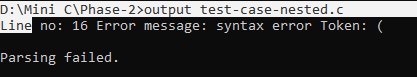 D:\Mini C\Phase-2>output test-case-nested.c
Line no: 16 Error message: syntax error Token: (
Parsing failed.